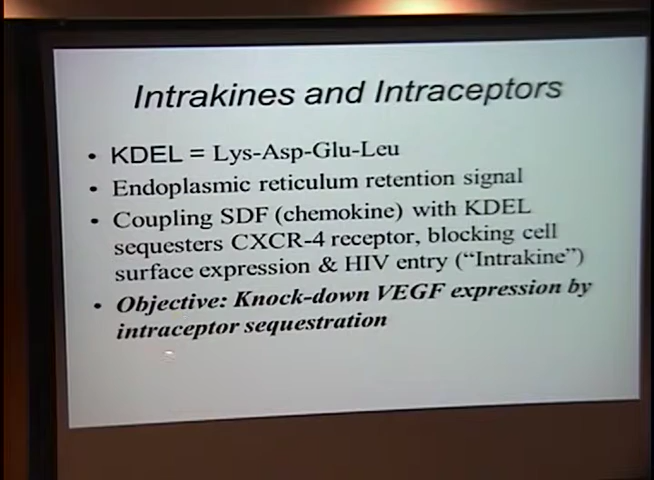 Intrakines and Intraceptors
• KDEL = Lys-Asp-Glu-Leu
• Endoplasmic reticulum retention signal
• Coupling SDF (chemokine) with KDEL
sequesters CXCR-4 receptor, blocking cell
surface expression & HIV entry (“Intrakine”)
• Objective: Knock-down VEGF expression by
intraceptor sequestration